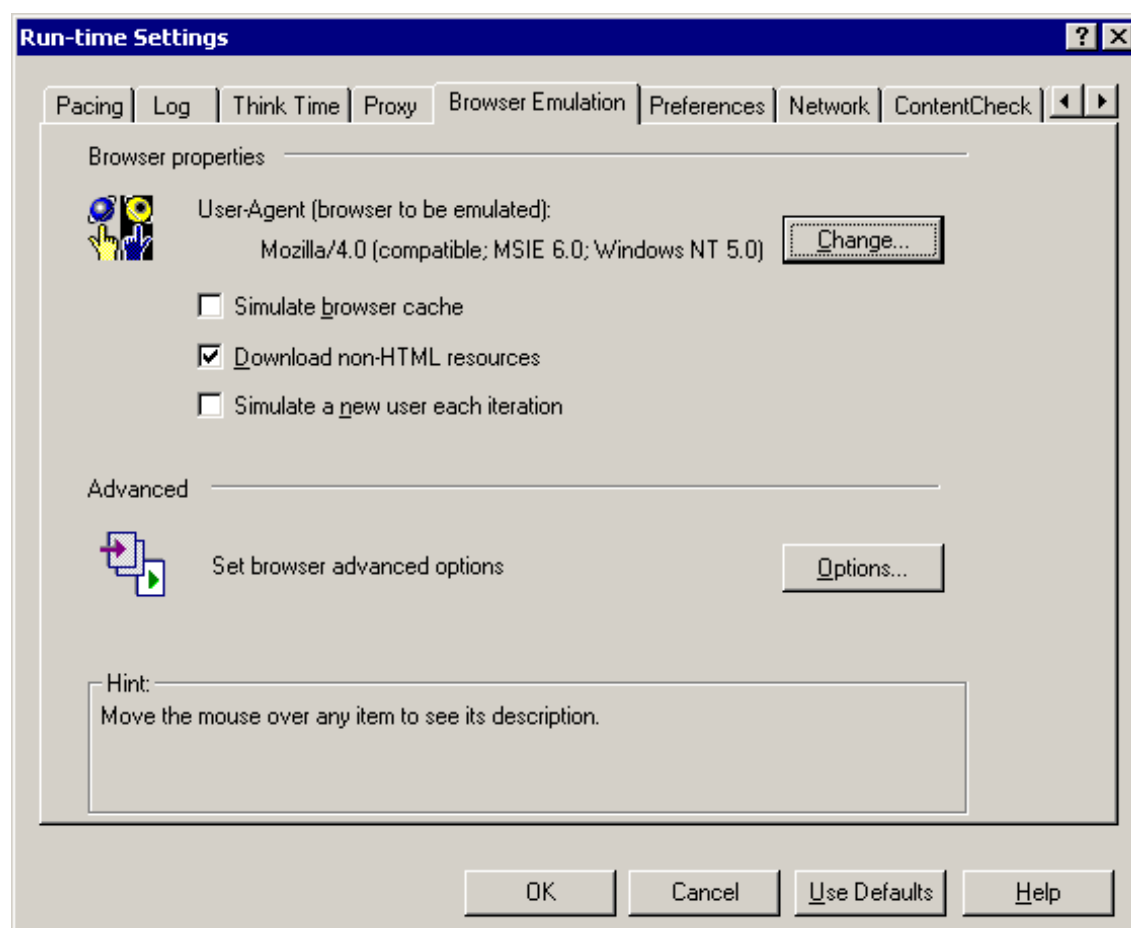 Run-time Settings
Pacing Log Think Time Proxy Browser Emulation Preferences Network ContentCheck
Browser properties
User-Agent (browser to be emulated):
Mozilla/4.0 (compatible; MSIE 6.0; Windows NT 5.0) Change...
Simulate browser cache
Download non-HTML resources
Simulate a new user each iteration
Advanced
Set browser advanced options Options...
Hint:
Move the mouse over any item to see its description.
OK Cancel Use Defaults Help